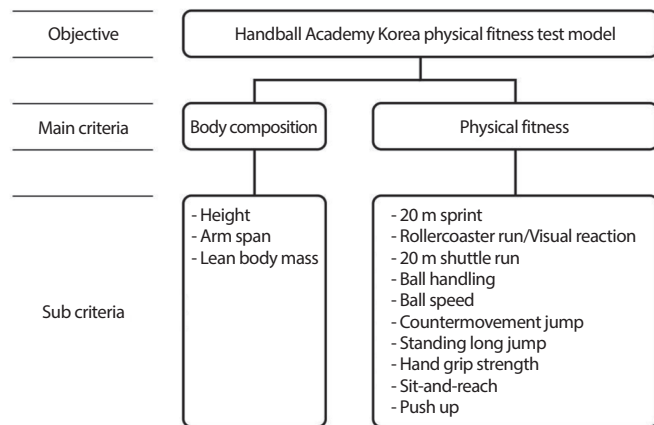 Objective
Handball Academy Korea physical fitness test model
Main criteria
Body composition
Physical fitness
Sub criteria
- Height
- Arm span
- Lean body mass
- 20 m sprint
- Rollercoaster run/Visual reaction
- 20 m shuttle run
- Ball handling
- Ball speed
- Countermovement jump
- Standing long jump
- Hand grip strength
- Sit-and-reach
- Push up